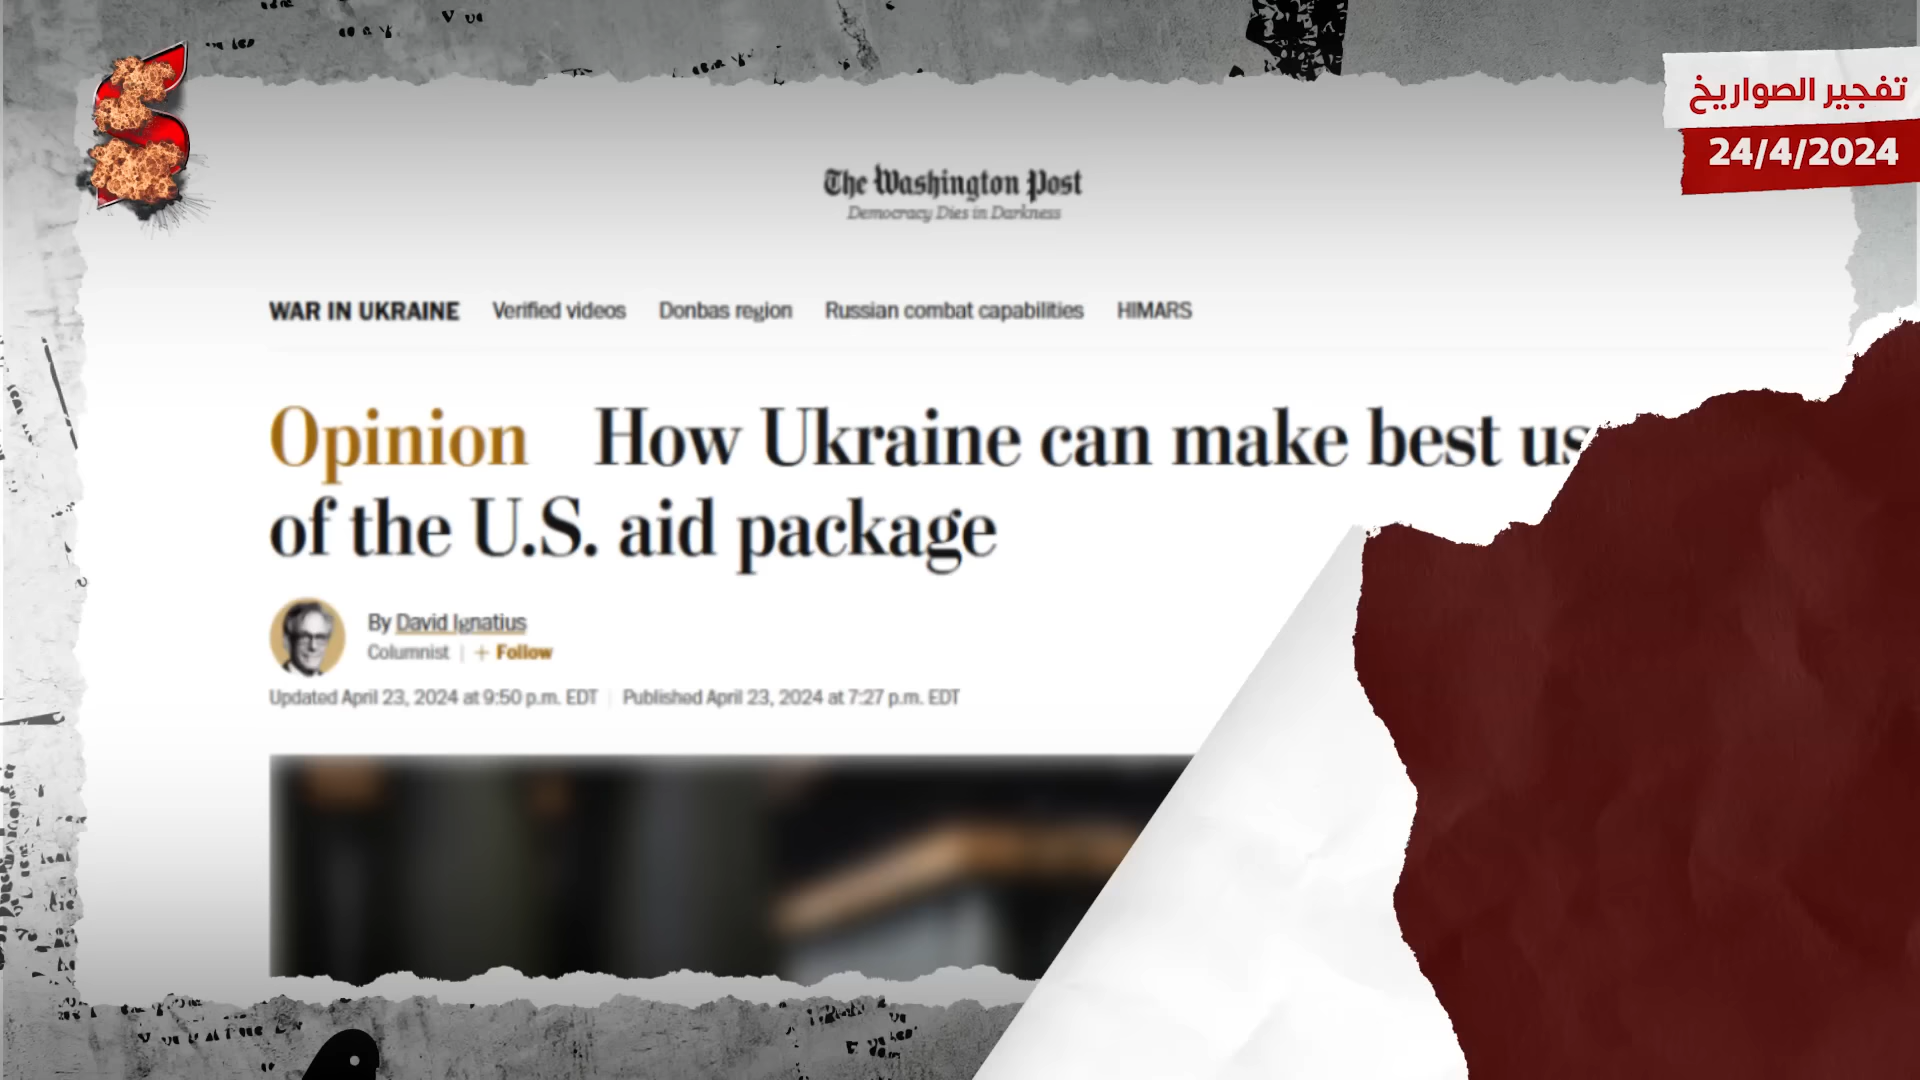 تفجير الصواريخ
24/4/2024
The Washington Post
Democracy Dies in Darkness
WAR IN UKRAINE Verified videos Donbas region Russian combat capabilities HIMARS
Opinion How Ukraine can make best us
of the U.S. aid package
By David Ignatius
Columnist | + Follow
Updated April 23, 2024 at 9:50 p.m. EDT | Published April 23, 2024 at 7:27 p.m. EDT